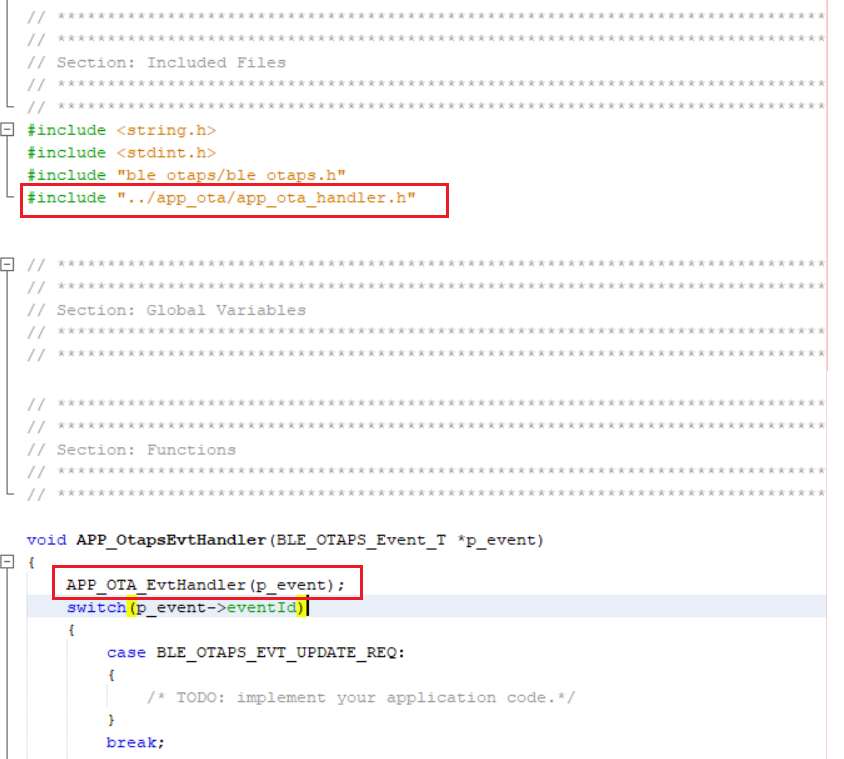 // *****************************************************************************
// *****************************************************************************
// Section: Included Files
// *****************************************************************************
// *****************************************************************************
#include <string.h>
#include <stdint.h>
#include "ble_otaps/ble_otaps.h"
#include "../app_ota/app_ota_handler.h"
// *****************************************************************************
// *****************************************************************************
// Section: Global Variables
// *****************************************************************************
// *****************************************************************************
// *****************************************************************************
// *****************************************************************************
// Section: Functions
// *****************************************************************************
// *****************************************************************************
void APP_OtapsEvtHandler(BLE_OTAPS_Event_T *p_event)
{
APP_OTA_EvtHandler(p_event);
switch(p_event->eventId)
{
case BLE_OTAPS_EVT_UPDATE_REQ:
{
/* TODO: implement your application code.*/
}
break;